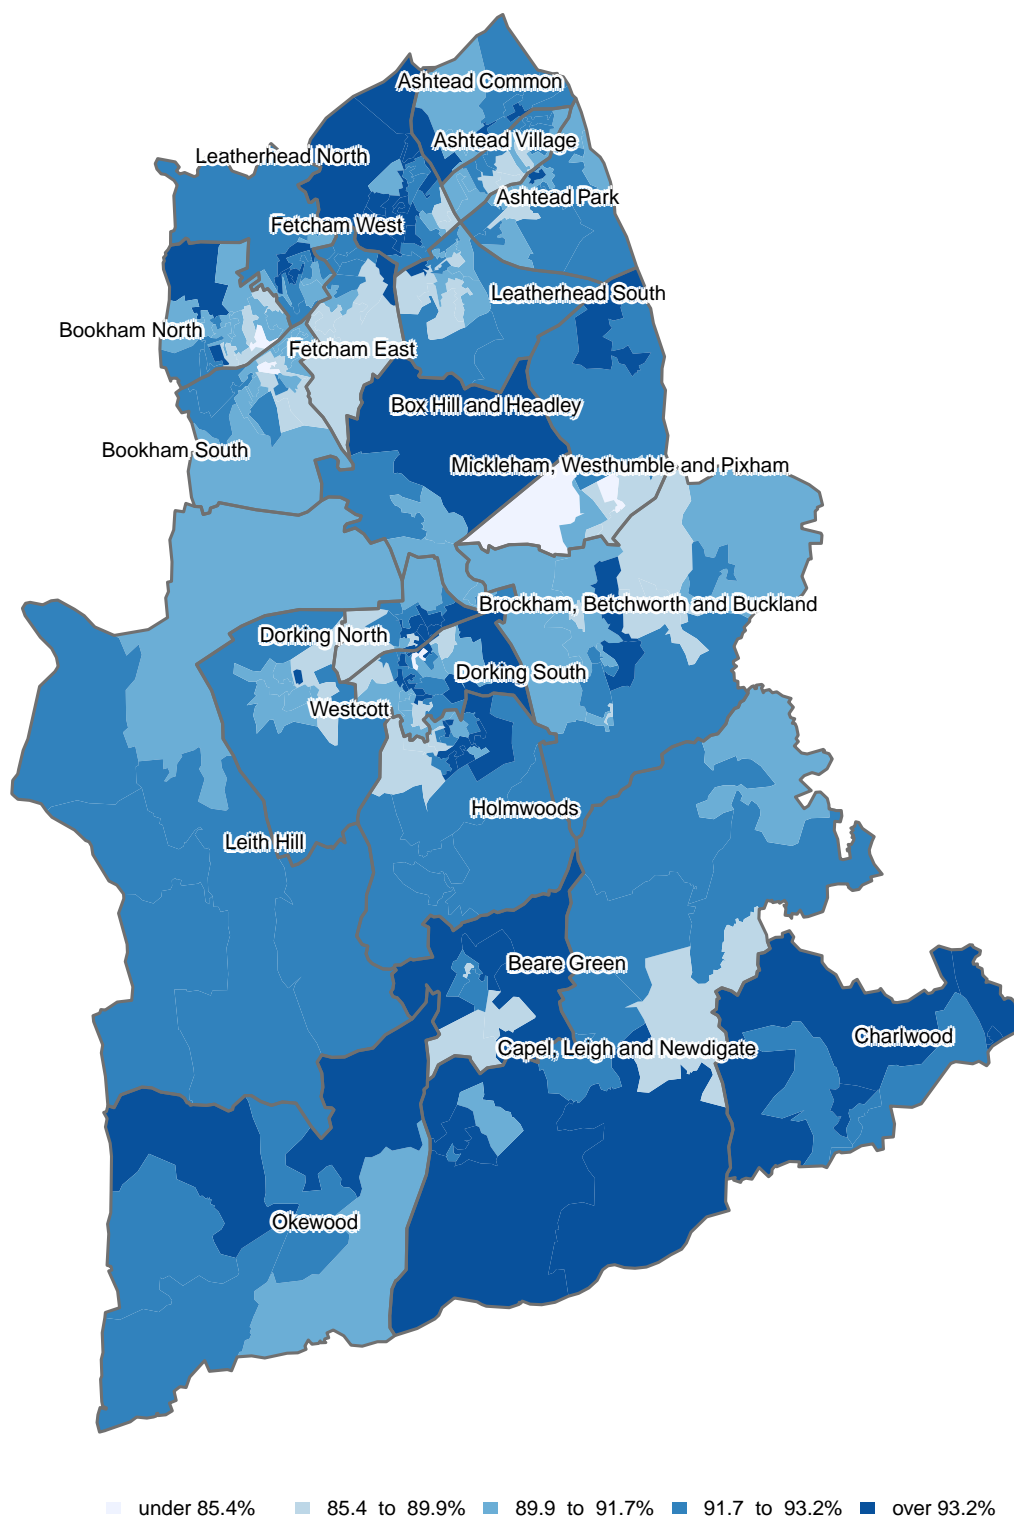 Ashtead Common
Ashtead Village
Leatherhead North
Ashtead Park
Fetcham West
Leatherhead South
Bookham North
Fetcham East
Box Hill and Headley
Bookham South
Mickleham, Westhumble and Pixham
Brockham, Betchworth and Buckland
Dorking North
Dorking South
Westcott
Holmwoods
Leith Hill
Beare Green
Charlwood
Capel, Leigh and Newdigate
Okewood
under 85.4% 85.4 to 89.9% 89.9 to 91.7% 91.7 to 93.2% over 93.2%